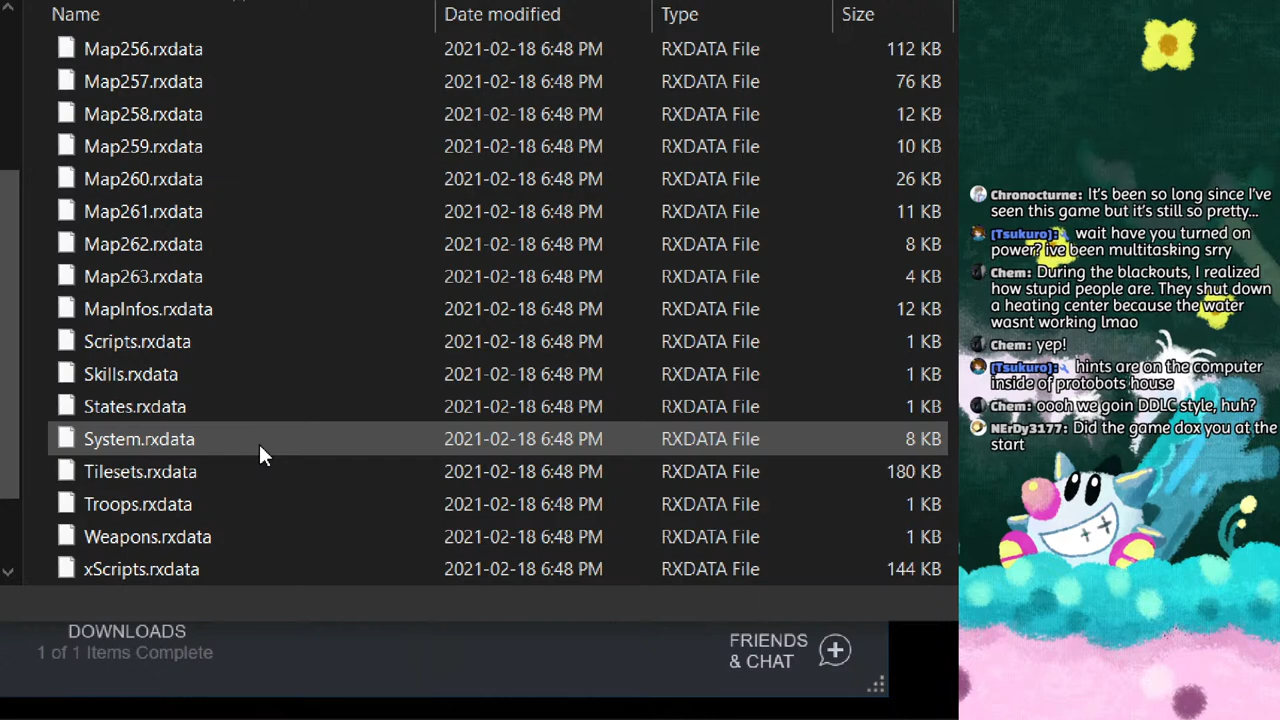 Name Date modified Type Size
Map256.rxdata 2021-02-18 6:48 PM RXDATA File 112 KB
Map257.rxdata 2021-02-18 6:48 PM RXDATA File 76 KB
Map258.rxdata 2021-02-18 6:48 PM RXDATA File 12 KB
Map259.rxdata 2021-02-18 6:48 PM RXDATA File 10 KB
Map260.rxdata 2021-02-18 6:48 PM RXDATA File 26 KB
Map261.rxdata 2021-02-18 6:48 PM RXDATA File 11 KB
Map262.rxdata 2021-02-18 6:48 PM RXDATA File 8 KB
Map263.rxdata 2021-02-18 6:48 PM RXDATA File 4 KB
MapInfos.rxdata 2021-02-18 6:48 PM RXDATA File 12 KB
Scripts.rxdata 2021-02-18 6:48 PM RXDATA File 1 KB
Skills.rxdata 2021-02-18 6:48 PM RXDATA File 1 KB
States.rxdata 2021-02-18 6:48 PM RXDATA File 1 KB
System.rxdata 2021-02-18 6:48 PM RXDATA File 8 KB
Tilesets.rxdata 2021-02-18 6:48 PM RXDATA File 180 KB
Troops.rxdata 2021-02-18 6:48 PM RXDATA File 1 KB
Weapons.rxdata 2021-02-18 6:48 PM RXDATA File 1 KB
xScripts.rxdata 2021-02-18 6:48 PM RXDATA File 144 KB
DOWNLOADS
1 of 1 Items Complete
FRIENDS
& CHAT
Chronocturne: It's been so long since I've
seen this game but it's still so pretty...
[Tsukuro]: wait have you turned on
power? ive been multitasking srry
Chem: During the blackouts, I realized
how stupid people are. They shut down
a heating center because the water
wasnt working lmao
Chem: yep!
[Tsukuro]: hints are on the computer
inside of protobots house
Chem: oooh we goin DDLC style, huh?
NErDy3177: Did the game dox you at the
start